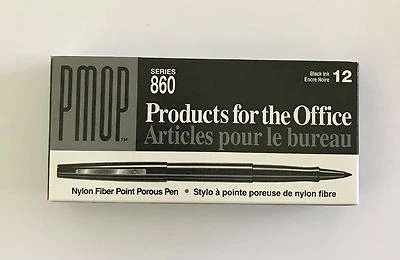 PMOP™
SERIES
860
Black Ink
Encre Noire
12
Products for the Office
Articles pour le bureau
Nylon Fiber Point Porous Pen • Stylo à pointe poreuse de nylon fibre